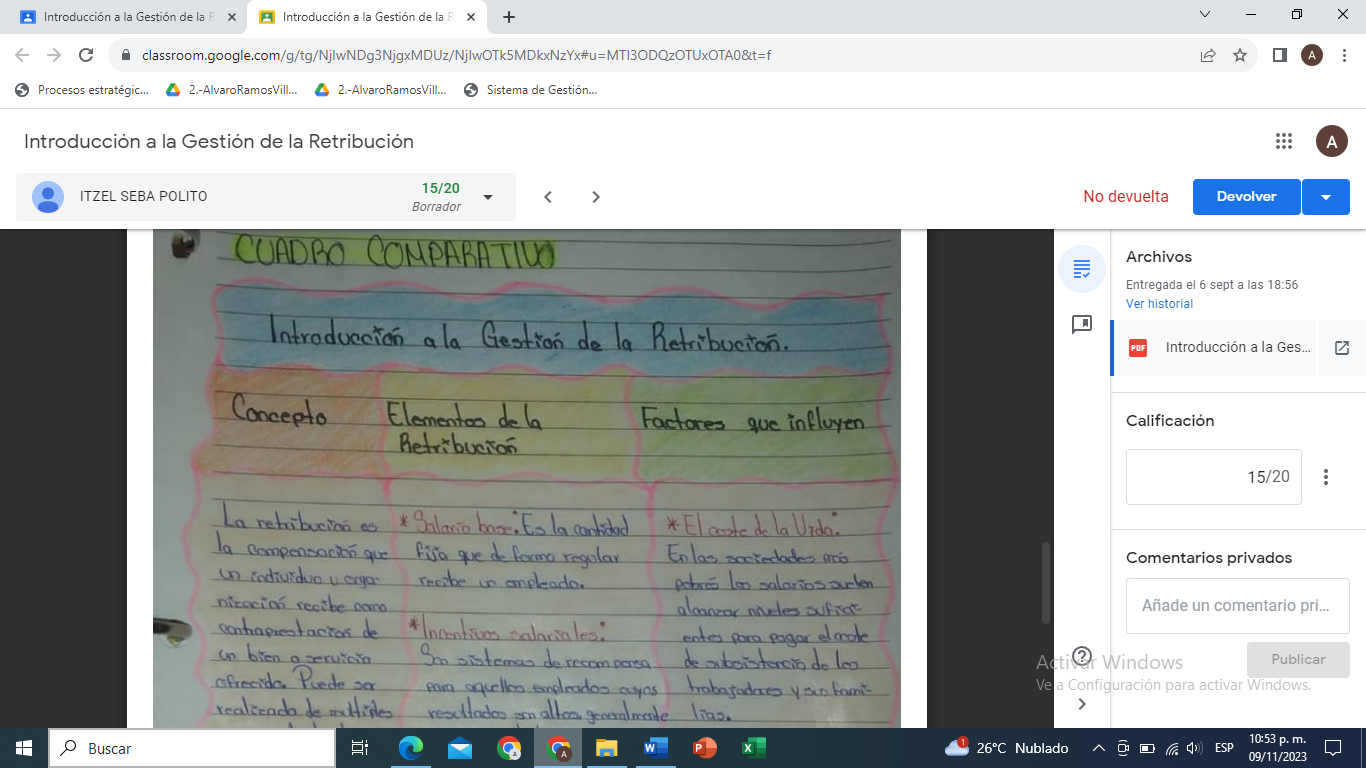 Introducción a la Gestión de la R
Introducción a la Gestión de la R
classroom.google.com/g/tg/NjIwNDg3NjgxMDUz/NjIwOTk5MDkxNzYx#u=MTI3ODQzOTUxOTA0&t=f
A
Procesos estratégic...
2.-AlvaroRamosVill...
2.-AlvaroRamosVill...
Sistema de Gestión...
Introducción a la Gestión de la Retribución
A
ITZEL SEBA POLITO
15/20
Borrador
No devuelta
Devolver
CUADRO COMPARATIVO
Introducción a la Gestión de la Retribución.
Concepto
Elementos de la
Retribución
Factores que influyen
La retribución es
la compensación que
un individuo y orga
nización recibe como
contraprestación de
un bien o servicio
ofrecido. Puede ser
realizada de multiples
*Salario base: Es la cantidad
fija que de forma regular
recibe un empleado.
*Incentivos salariales:
Son sistemas de recompensa
para aquellos empleados cuyos
resultados son altos generalmente
*El coste de la Vida:
En las sociedades más
pobres los salarios suelen
alcanzar niveles sufici
entes para pagar el coste
de subsistencia de los
trabajadores y sus fami-
lias.
Archivos
Entregada el 6 sept a las 18:56
Ver historial
PDF
Introducción a la Ges...
Calificación
15/20
Comentarios privados
Añade un comentario pri...
Publicar
Activar Windows
Ve a Configuración para activar Windows.
Buscar
A
1
26°C Nublado
ESP
10:53 p. m.
09/11/2023